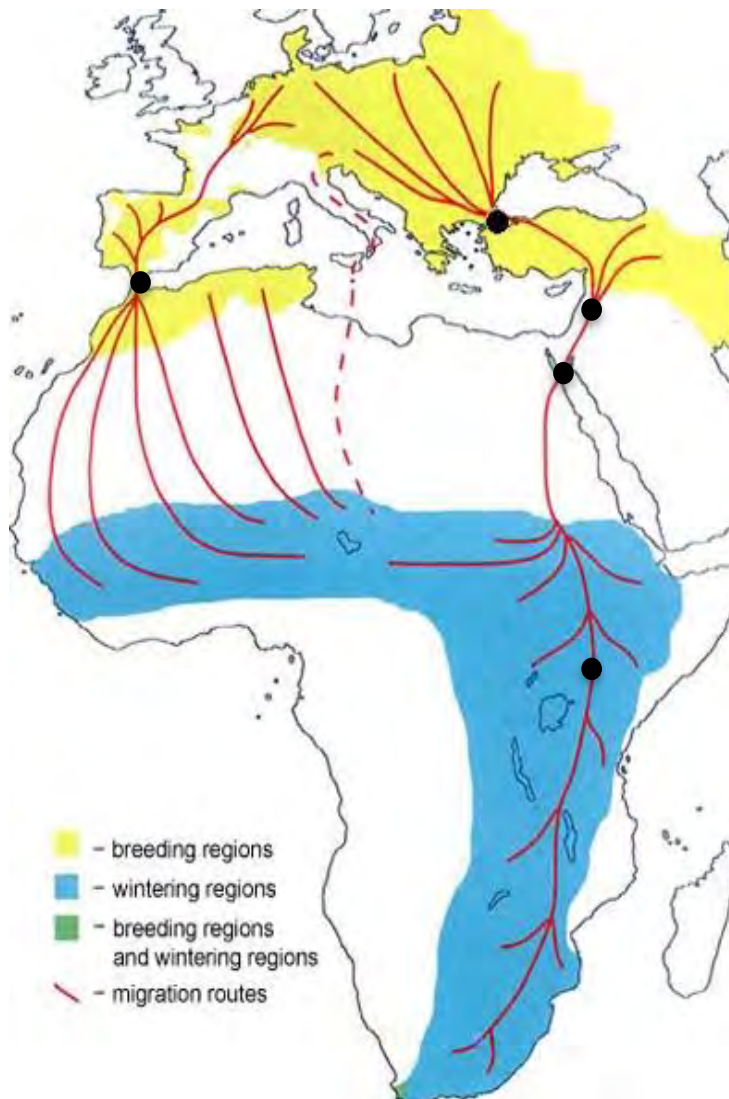 – breeding regions
– wintering regions
– breeding regions
and wintering regions
– migration routes